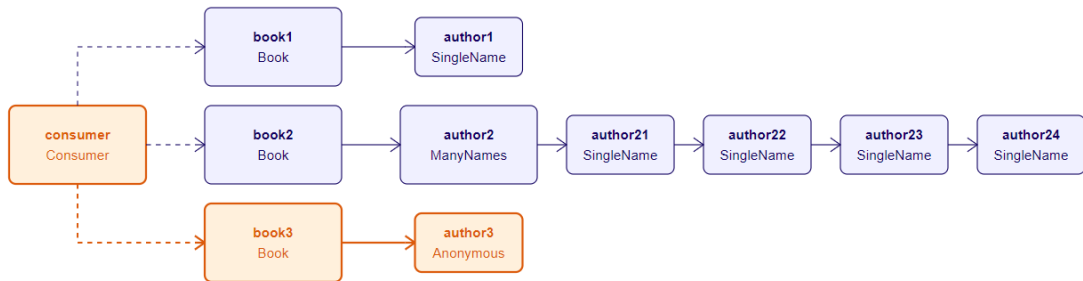 book1
Book
author1
SingleName
consumer
Consumer
book2
Book
author2
ManyNames
author21
SingleName
author22
SingleName
author23
SingleName
author24
SingleName
book3
Book
author3
Anonymous